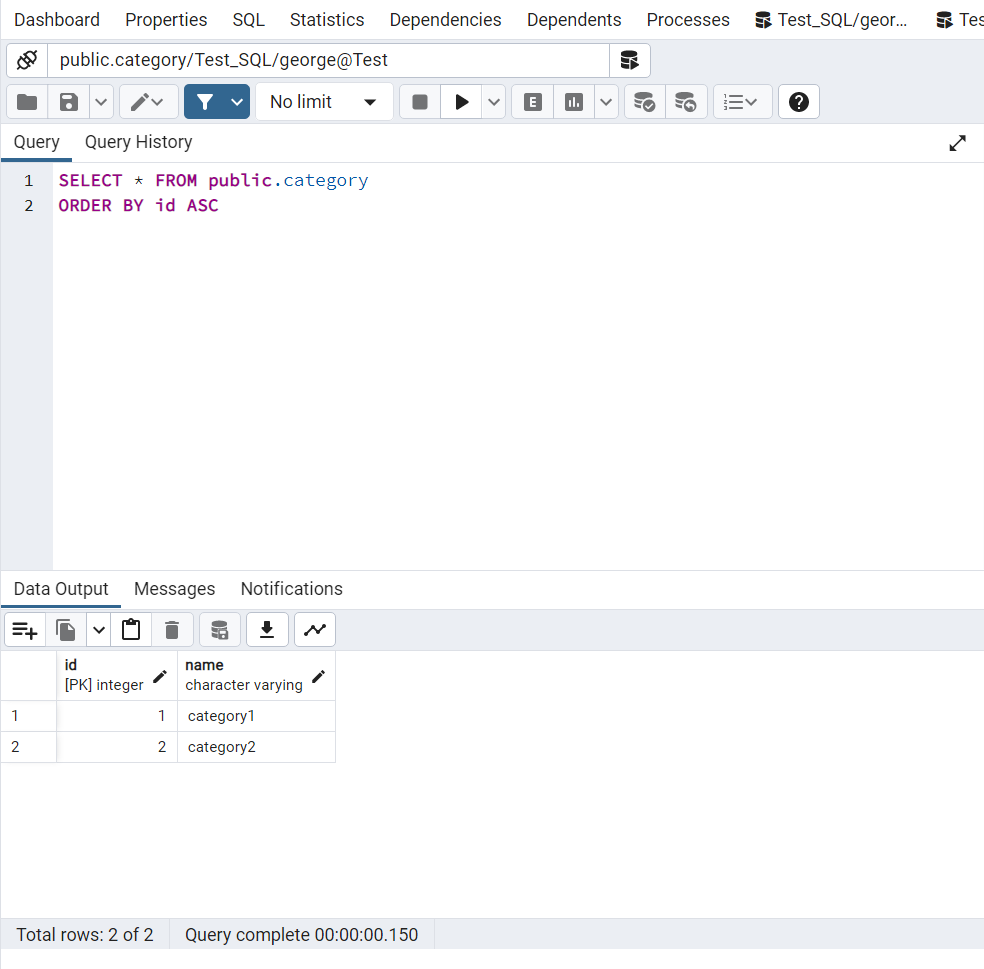 Dashboard Properties SQL Statistics Dependencies Dependents Processes Test_SQL/geor... Tes
public.category/Test_SQL/george@Test
No limit E ?
Query Query History
1 SELECT * FROM public.category
2 ORDER BY id ASC
Data Output Messages Notifications
id name
[PK] integer character varying
1 1 category1
2 2 category2
Total rows: 2 of 2 Query complete 00:00:00.150